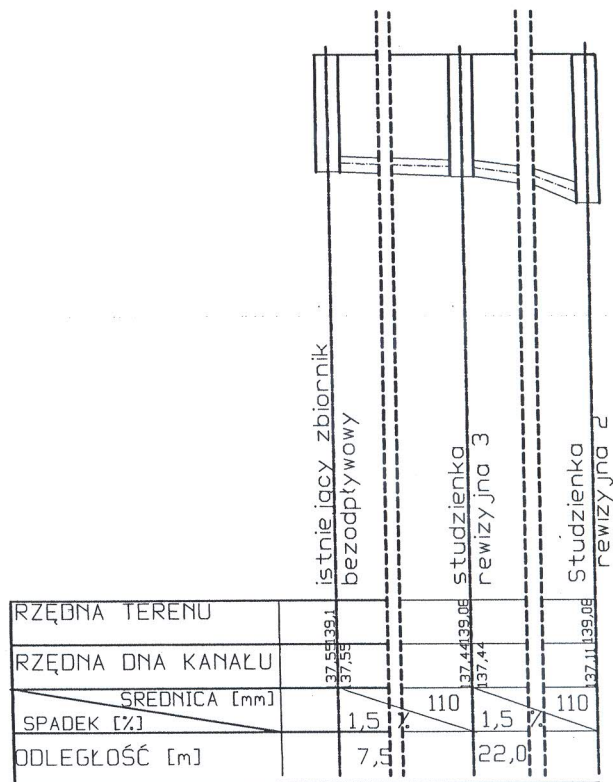 istniejący zbiornik
bezodpływowy
studzienka
rewizyjna 3
Studzienka
rewizyjna 2
RZĘDNA TERENU
139,1
139,08
139,08
RZĘDNA DNA KANAŁU
37,55
37,55
37,44
137,44
37,11
ŚREDNICA [mm]
110
110
SPADEK [%]
1,5 %
1,5 %
ODLEGŁOŚĆ [m]
7,5
22,0